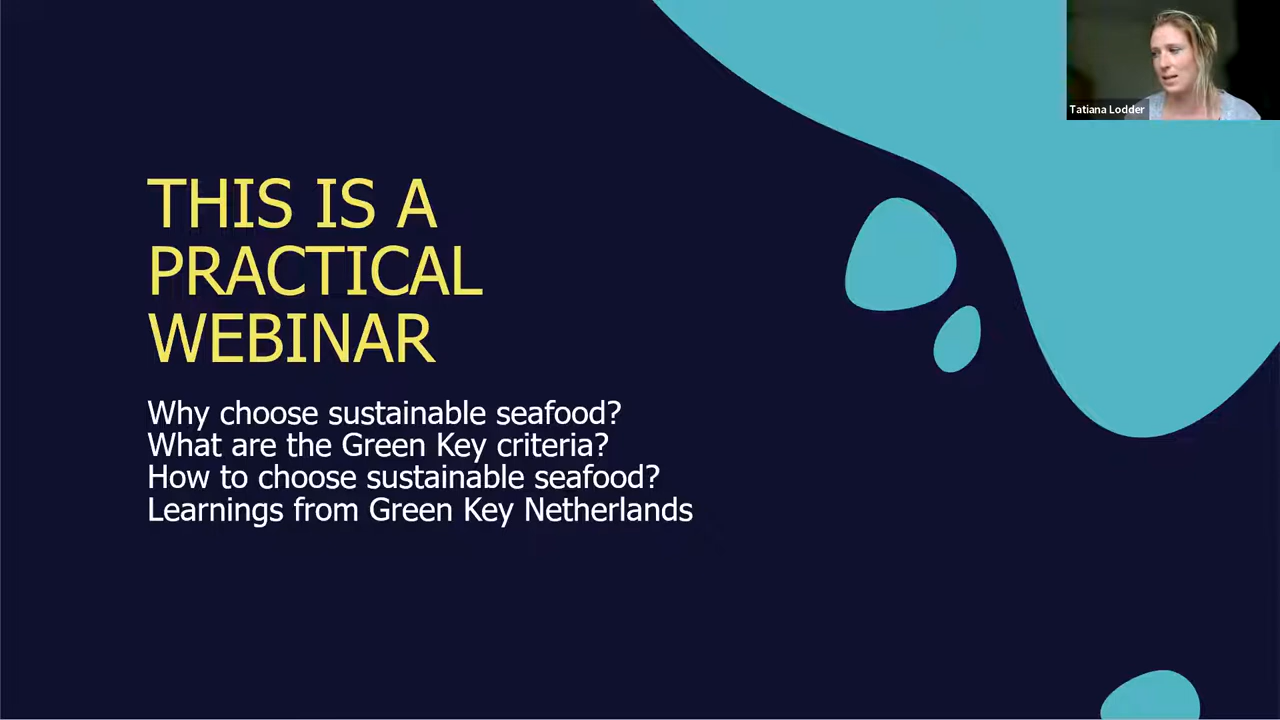 Tatiana Lodder
THIS IS A
PRACTICAL
WEBINAR
Why choose sustainable seafood?
What are the Green Key criteria?
How to choose sustainable seafood?
Learnings from Green Key Netherlands